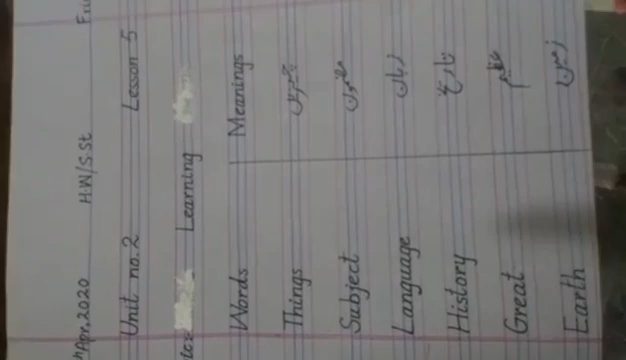 Apr,2020 H.W/S.St
Unit no.2 Lesson 5
Learning
Words Meanings
Things چیزیں
Subject مضمون
Language زبان
History تاریخ
Great عظیم
Earth زمین